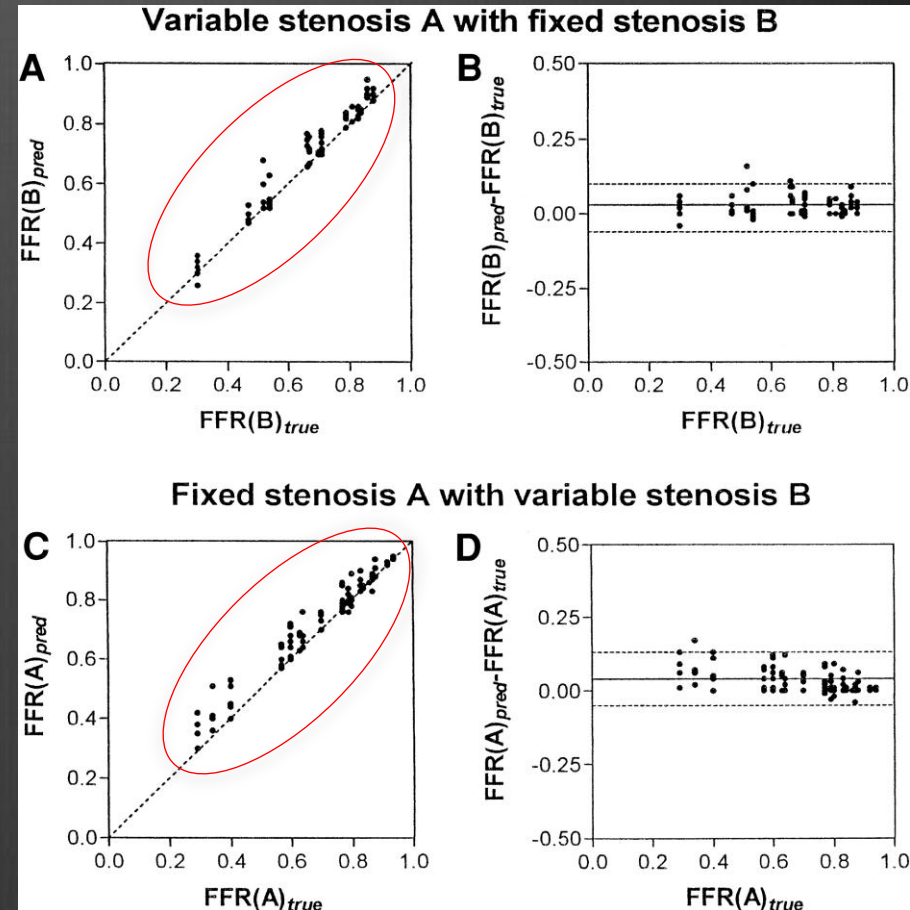 Variable stenosis A with fixed stenosis B
A
1.0
0.8
0.6
0.4
0.2
0.0
FFR(B)pred
0.0 0.2 0.4 0.6 0.8 1.0
FFR(B)true
B
0.50
0.25
0.00
-0.25
-0.50
FFR(B)pred-FFR(B)true
0.0 0.2 0.4 0.6 0.8 1.0
FFR(B)true
Fixed stenosis A with variable stenosis B
C
1.0
0.8
0.6
0.4
0.2
0.0
FFR(A)pred
0.0 0.2 0.4 0.6 0.8 1.0
FFR(A)true
D
0.50
0.25
0.00
-0.25
-0.50
FFR(A)pred-FFR(A)true
0.0 0.2 0.4 0.6 0.8 1.0
FFR(A)true